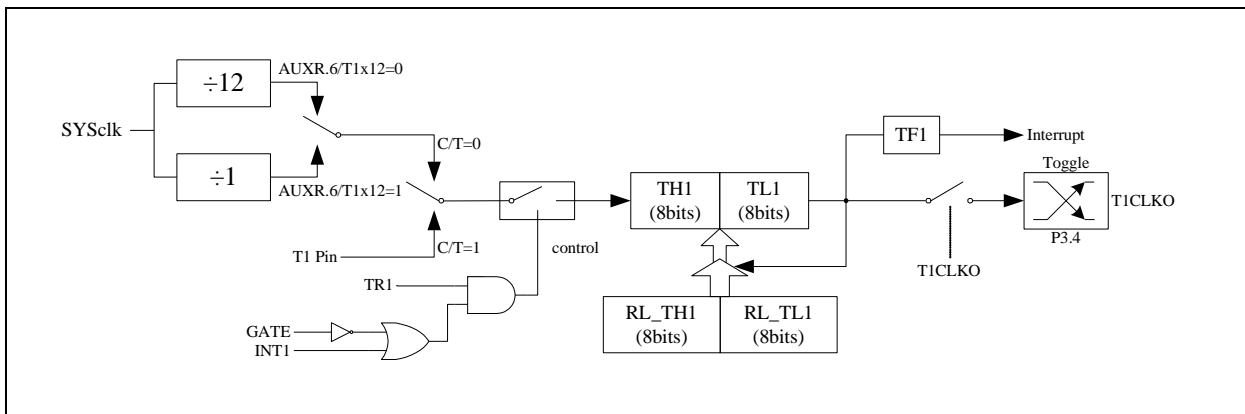 ÷12
AUXR.6/T1x12=0
SYSclk
÷1
AUXR.6/T1x12=1
C/T=0
C/T=1
T1 Pin
control
TR1
GATE
INT1
TH1
(8bits)
TL1
(8bits)
RL_TH1
(8bits)
RL_TL1
(8bits)
TF1
Interrupt
Toggle
T1CLKO
P3.4
T1CLKO